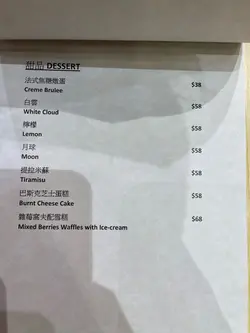 甜品 DESSERT
法式焦糖燉蛋
Creme Brulee $38
白雲
White Cloud $58
檸檬
Lemon $58
月球
Moon $58
提拉米蘇
Tiramisu $58
巴斯克芝士蛋糕
Burnt Cheese Cake $58
雜莓窩夫配雪糕
Mixed Berries Waffles with Ice-cream $68